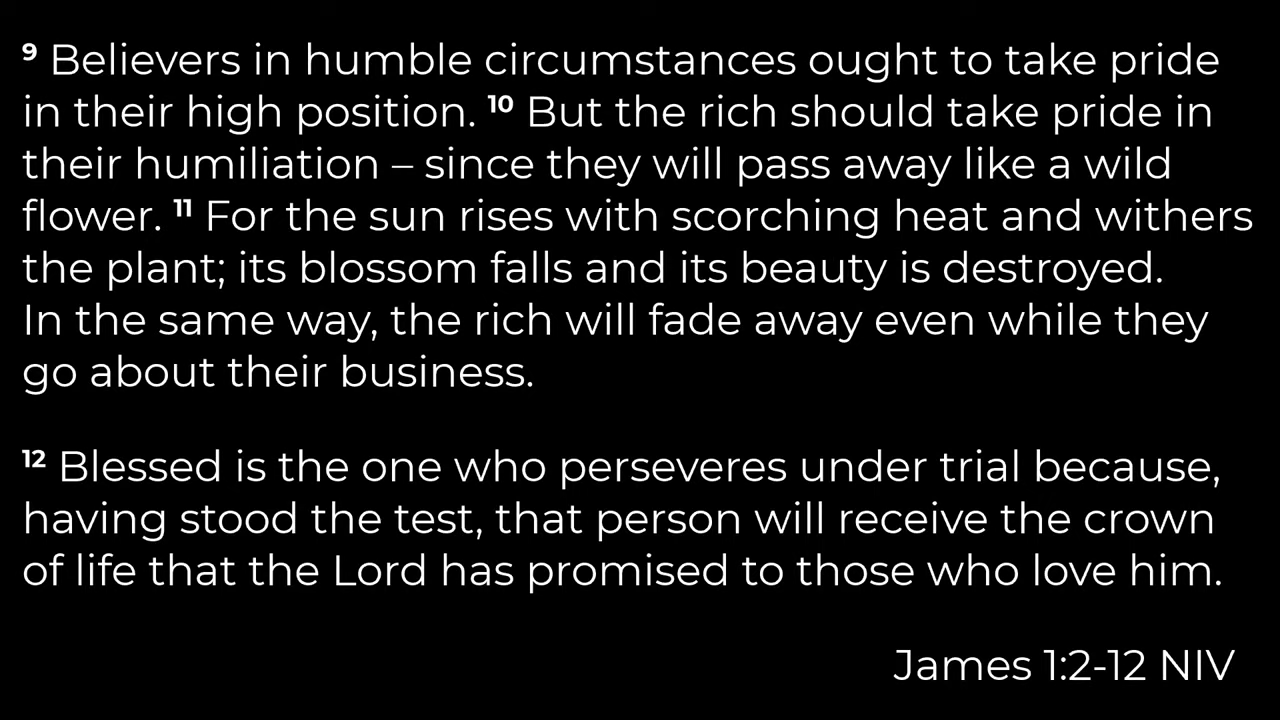 9 Believers in humble circumstances ought to take pride
in their high position. 10 But the rich should take pride in
their humiliation – since they will pass away like a wild
flower. 11 For the sun rises with scorching heat and withers
the plant; its blossom falls and its beauty is destroyed.
In the same way, the rich will fade away even while they
go about their business.
12 Blessed is the one who perseveres under trial because,
having stood the test, that person will receive the crown
of life that the Lord has promised to those who love him.
James 1:2-12 NIV